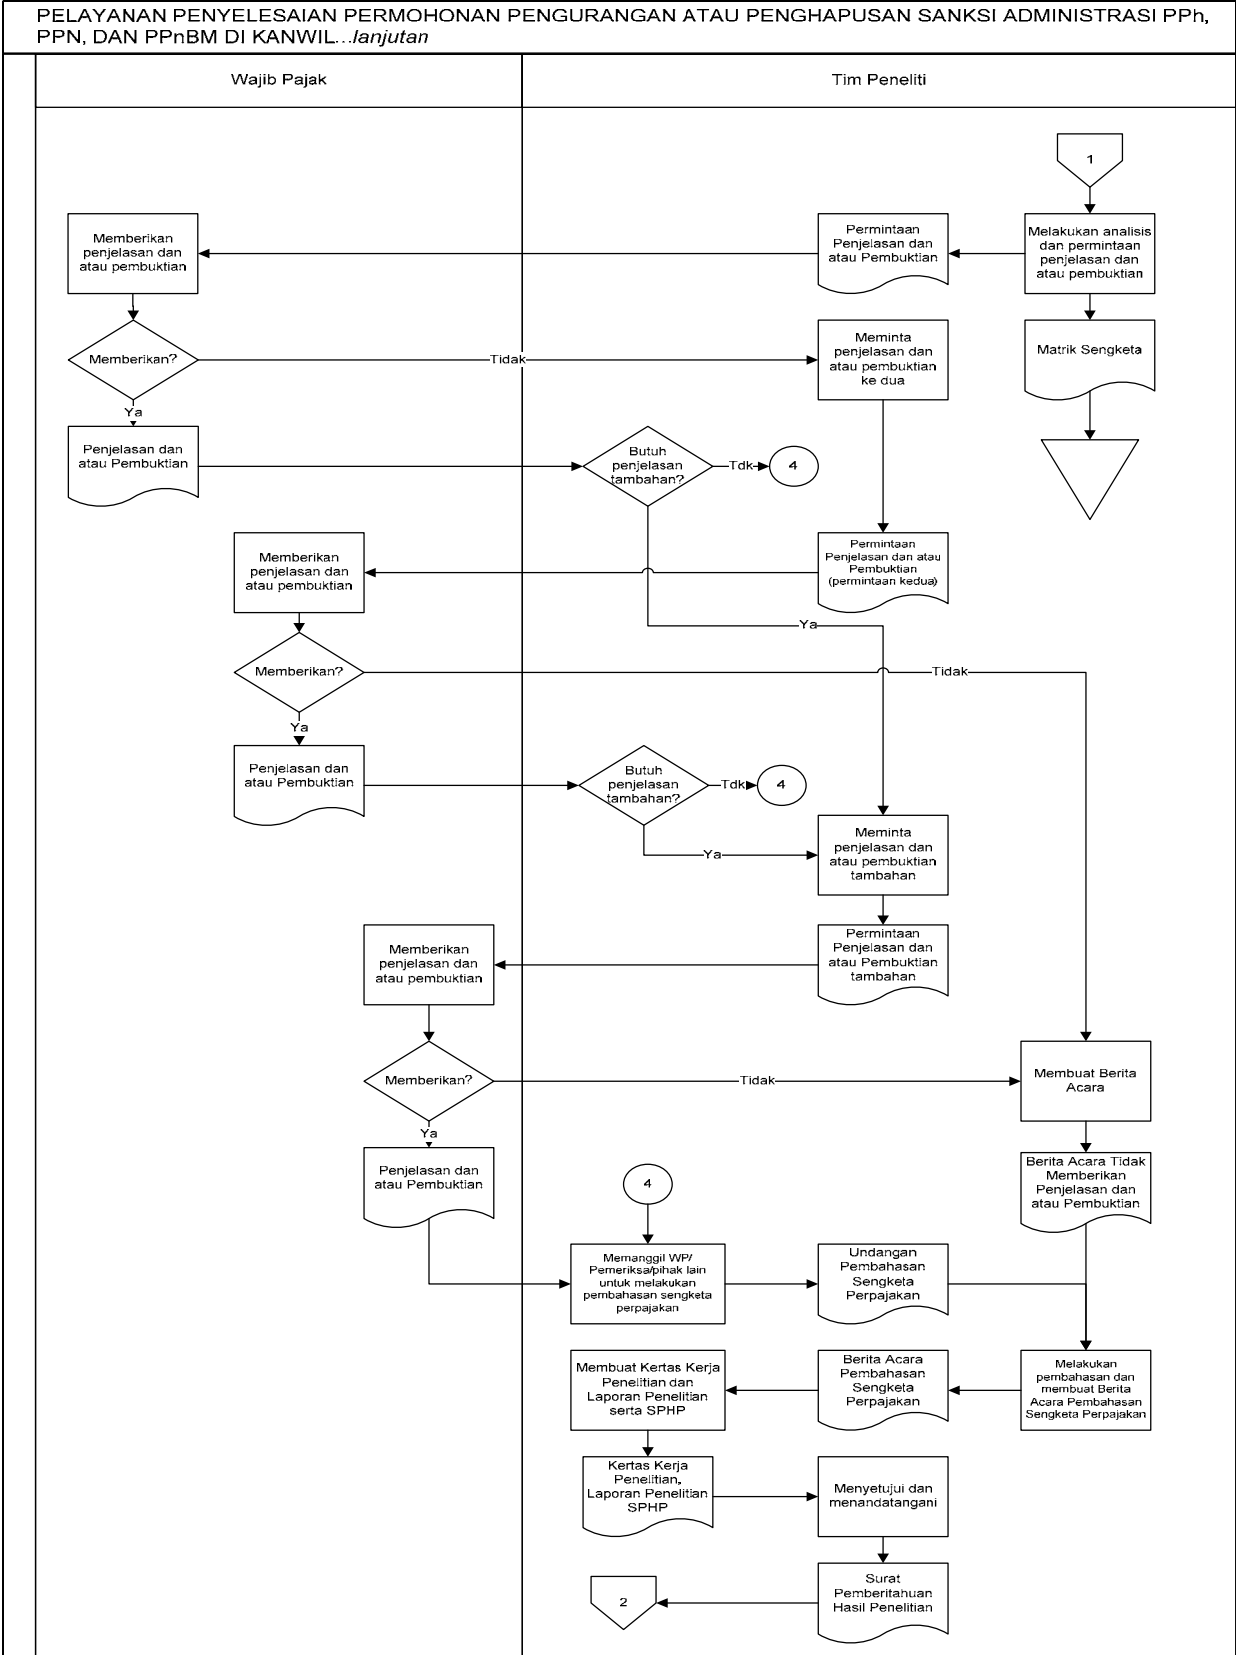 PELAYANAN PENYELESAIAN PERMOHONAN PENGURANGAN ATAU PENGHAPUSAN SANKSI ADMINISTRASI PPh,
PPN, DAN PPnBM DI KANWIL...lanjutan
Wajib Pajak
Tim Peneliti
1
Memberikan
penjelasan dan
atau pembuktian
Permintaan
Penjelasan dan
atau Pembuktian
Melakukan analisis
dan permintaan
penjelasan dan
atau pembuktian
Memberikan?
Tidak
Meminta
penjelasan dan
atau pembuktian
ke dua
Matrik Sengketa
Ya
Penjelasan dan
atau Pembuktian
Butuh
penjelasan
tambahan?
Tdk
4
Memberikan
penjelasan dan
atau pembuktian
Permintaan
Penjelasan dan atau
Pembuktian
(permintaan kedua)
Ya
Memberikan?
Tidak
Ya
Penjelasan dan
atau Pembuktian
Butuh
penjelasan
tambahan?
Tdk
4
Ya
Meminta
penjelasan dan
atau pembuktian
tambahan
Memberikan
penjelasan dan
atau pembuktian
Permintaan
Penjelasan dan
atau Pembuktian
tambahan
Memberikan?
Tidak
Membuat Berita
Acara
Ya
Penjelasan dan
atau Pembuktian
4
Berita Acara Tidak
Memberikan
Penjelasan dan
atau Pembuktian
Memanggil WP/
Pemeriksa/pihak lain
untuk melakukan
pembahasan sengketa
perpajakan
Undangan
Pembahasan
Sengketa
Perpajakan
Membuat Kertas Kerja
Penelitian dan
Laporan Penelitian
serta SPHP
Berita Acara
Pembahasan
Sengketa
Perpajakan
Melakukan
pembahasan dan
membuat Berita
Acara Pembahasan
Sengketa Perpajakan
Kertas Kerja
Penelitian,
Laporan Penelitian
SPHP
Menyetujui dan
menandatangani
2
Surat
Pemberitahuan
Hasil Penelitian